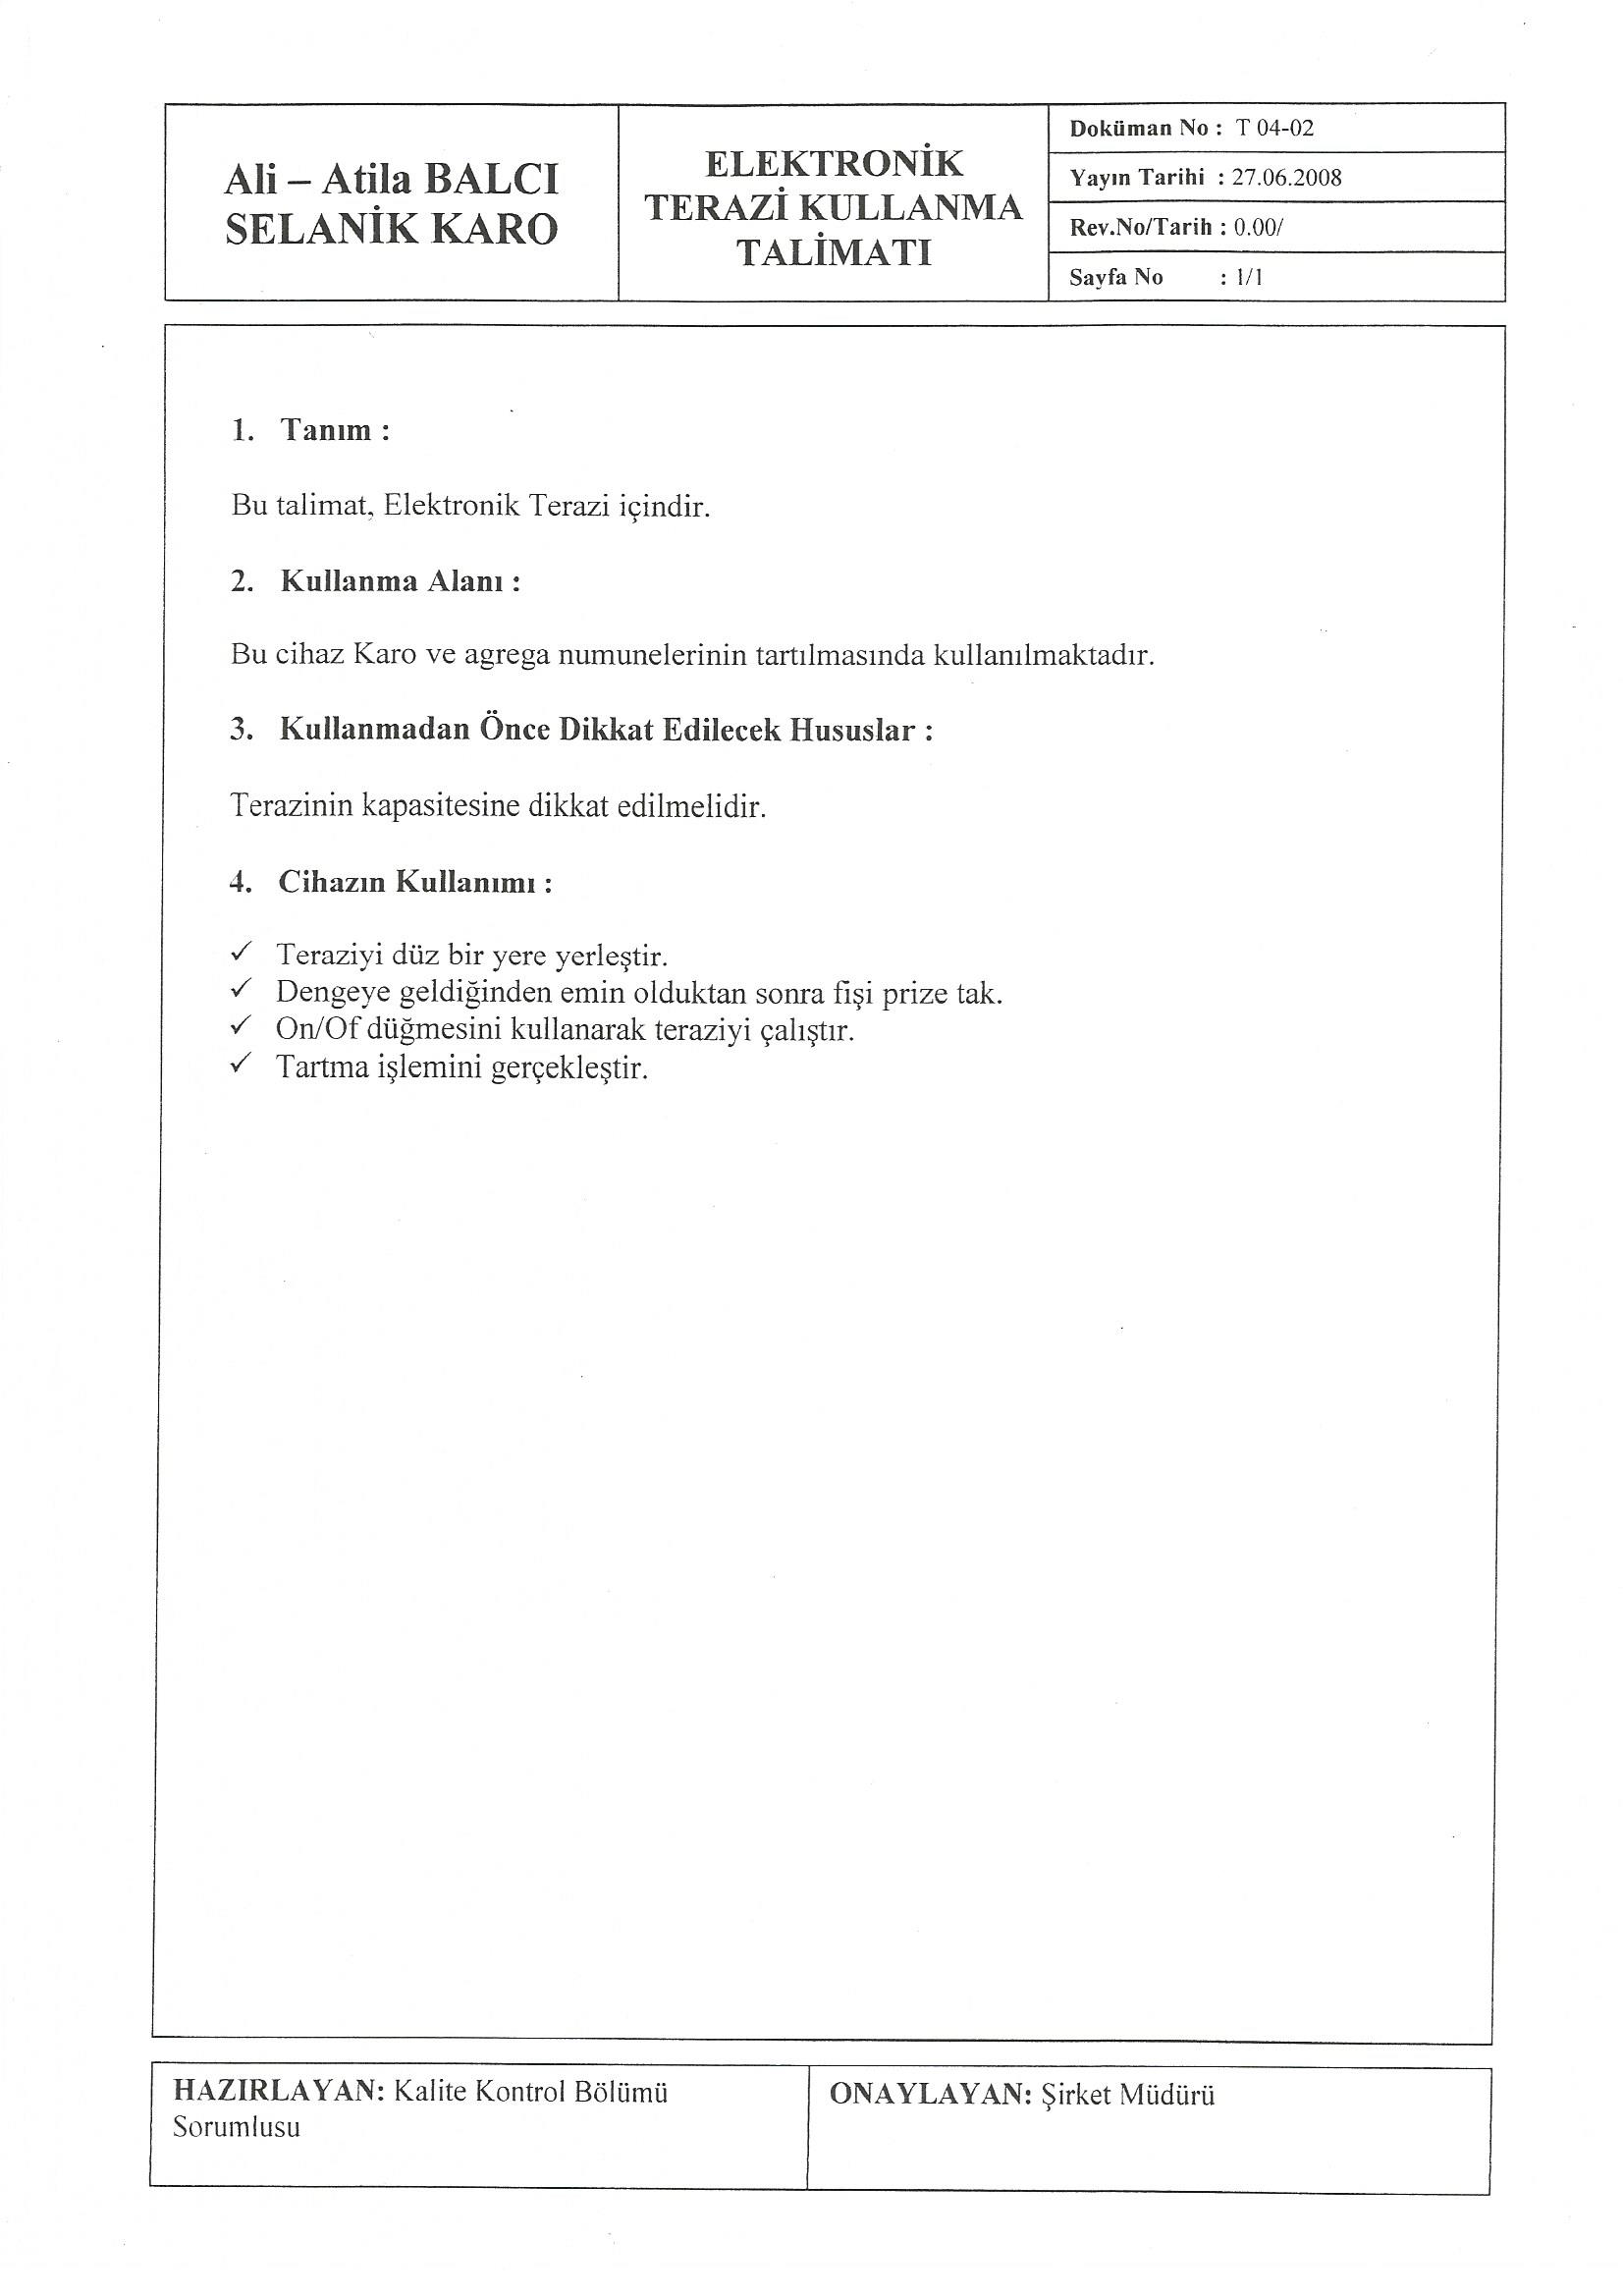 Ali – Atila BALCI
SELANİK KARO
ELEKTRONİK
TERAZİ KULLANMA
TALİMATI
Doküman No : T 04-02
Yayın Tarihi : 27.06.2008
Rev.No/Tarih : 0.00/
Sayfa No : 1/1
1. Tanım :
Bu talimat, Elektronik Terazi içindir.
2. Kullanma Alanı :
Bu cihaz Karo ve agrega numunelerinin tartılmasında kullanılmaktadır.
3. Kullanmadan Önce Dikkat Edilecek Hususlar :
Terazinin kapasitesine dikkat edilmelidir.
4. Cihazın Kullanımı :
✓ Teraziyi düz bir yere yerleştir.
✓ Dengeye geldiğinden emin olduktan sonra fişi prize tak.
✓ On/Of düğmesini kullanarak teraziyi çalıştır.
✓ Tartma işlemini gerçekleştir.
HAZIRLAYAN: Kalite Kontrol Bölümü
Sorumlusu
ONAYLAYAN: Şirket Müdürü